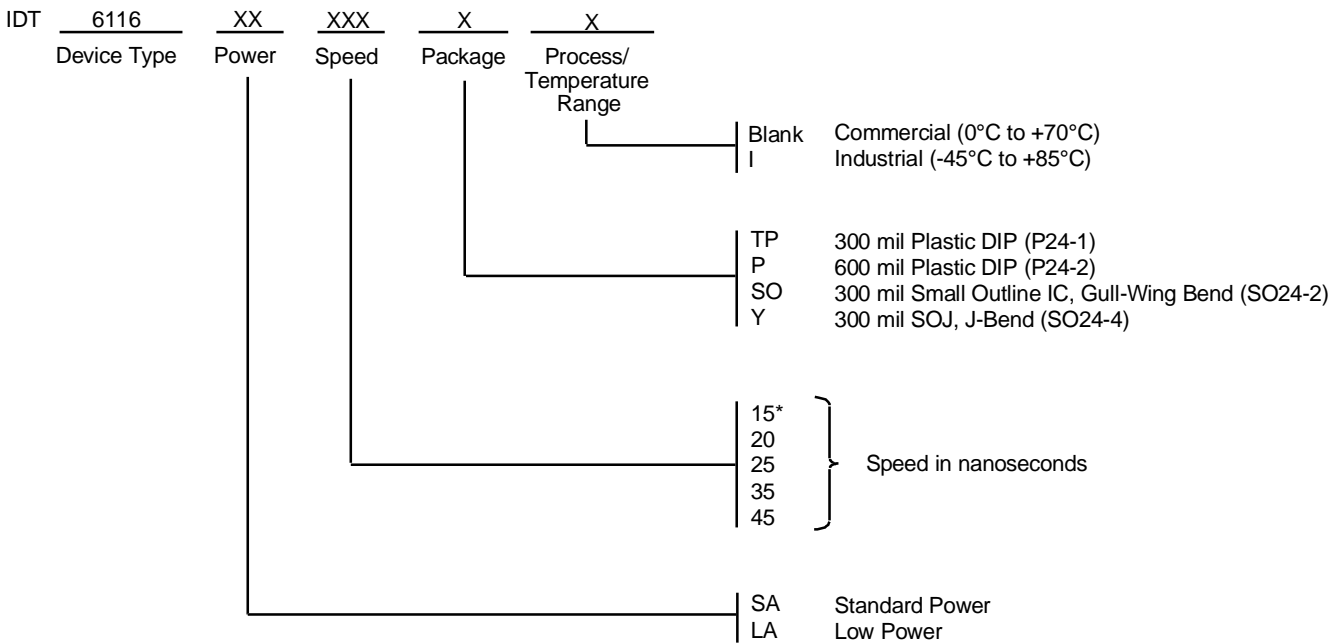 IDT 6116 XX XXX X X
Device Type Power Speed Package Process/
Temperature
Range
Blank Commercial (0°C to +70°C)
I Industrial (-45°C to +85°C)
TP 300 mil Plastic DIP (P24-1)
P 600 mil Plastic DIP (P24-2)
SO 300 mil Small Outline IC, Gull-Wing Bend (SO24-2)
Y 300 mil SOJ, J-Bend (SO24-4)
15*
20
25 Speed in nanoseconds
35
45
SA Standard Power
LA Low Power